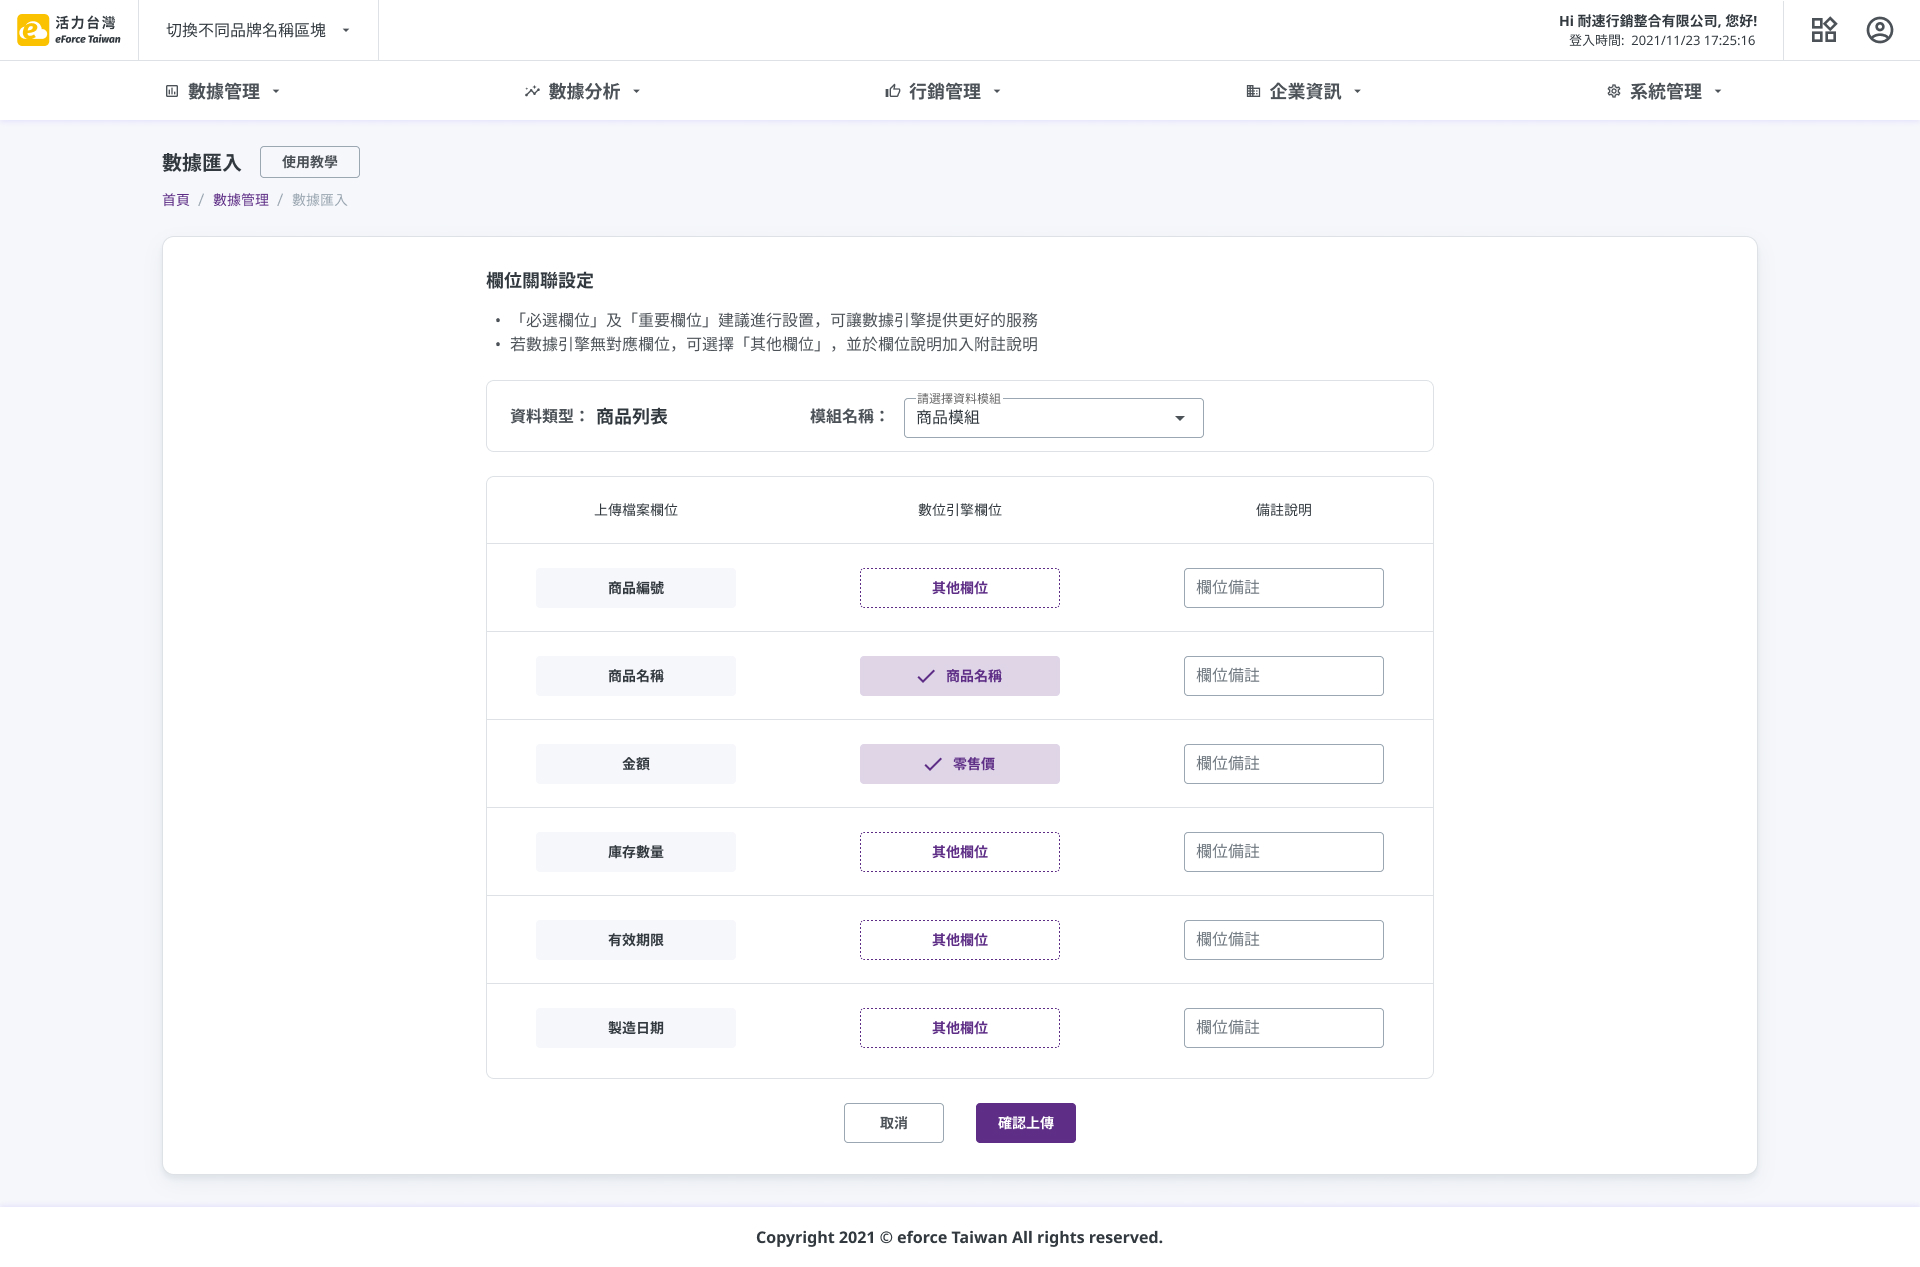 活力台灣
eForce Taiwan
切換不同品牌名稱區塊
Hi 耐速行銷整合有限公司, 您好!
登入時間: 2021/11/23 17:25:16
數據管理
數據分析
行銷管理
企業資訊
系統管理
數據匯入
使用教學
首頁 / 數據管理 / 數據匯入
欄位關聯設定
• 「必選欄位」及「重要欄位」建議進行設置，可讓數據引擎提供更好的服務
• 若數據引擎無對應欄位，可選擇「其他欄位」，並於欄位說明加入附註說明
資料類型： 商品列表
模組名稱：
請選擇資料模組
商品模組
上傳檔案欄位 數位引擎欄位 備註說明
商品編號 其他欄位 欄位備註
商品名稱 商品名稱 欄位備註
金額 零售價 欄位備註
庫存數量 其他欄位 欄位備註
有效期限 其他欄位 欄位備註
製造日期 其他欄位 欄位備註
取消
確認上傳
Copyright 2021 © eforce Taiwan All rights reserved.